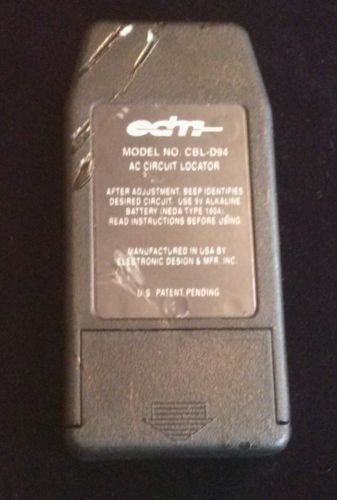 edm
MODEL NO. CBL-D94
AC CIRCUIT LOCATOR
AFTER ADJUSTMENT, BEEP IDENTIFIES
DESIRED CIRCUIT. USE 9V ALKALINE
BATTERY (NEDA TYPE 1604).
READ INSTRUCTIONS BEFORE USING.
MANUFACTURED IN USA BY
ELECTRONIC DESIGN & MFR. INC.
U.S. PATENT PENDING